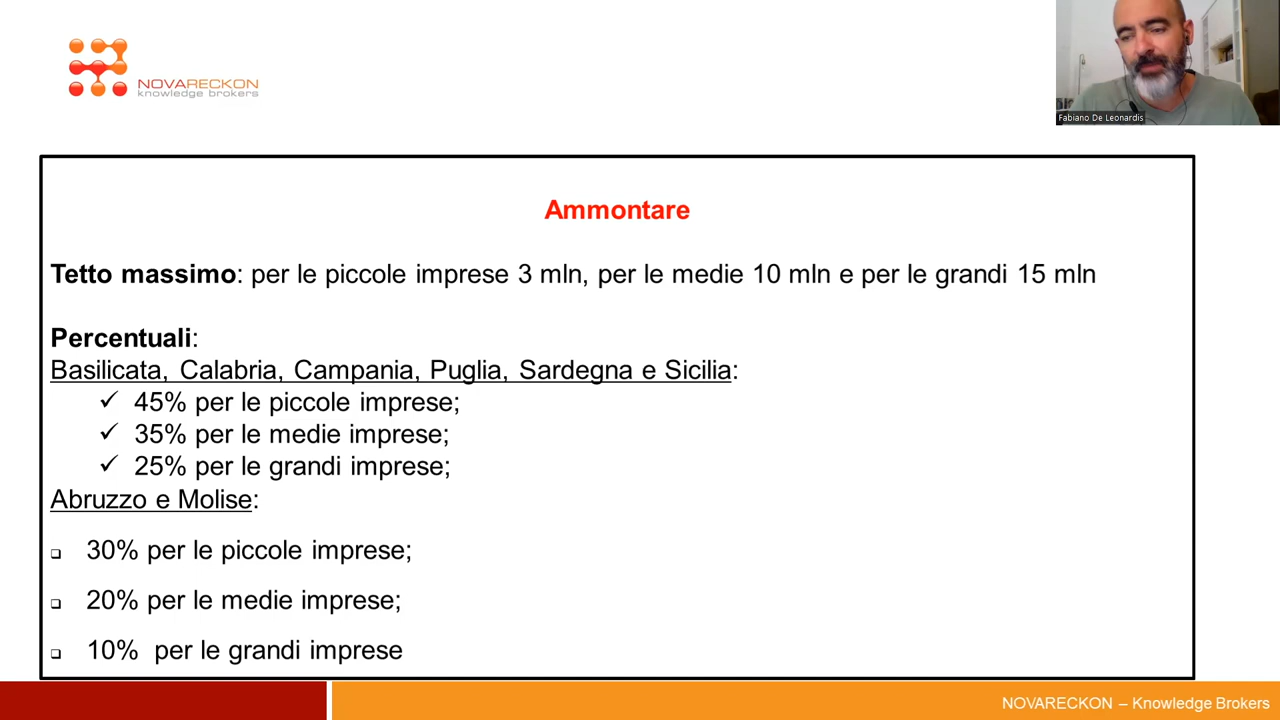 NOVARECKON
knowledge brokers
Fabiano De Leonardis
Ammontare
Tetto massimo: per le piccole imprese 3 mln, per le medie 10 mln e per le grandi 15 mln
Percentuali:
Basilicata, Calabria, Campania, Puglia, Sardegna e Sicilia:
✓ 45% per le piccole imprese;
✓ 35% per le medie imprese;
✓ 25% per le grandi imprese;
Abruzzo e Molise:
❑ 30% per le piccole imprese;
❑ 20% per le medie imprese;
❑ 10% per le grandi imprese
NOVARECKON – Knowledge Brokers